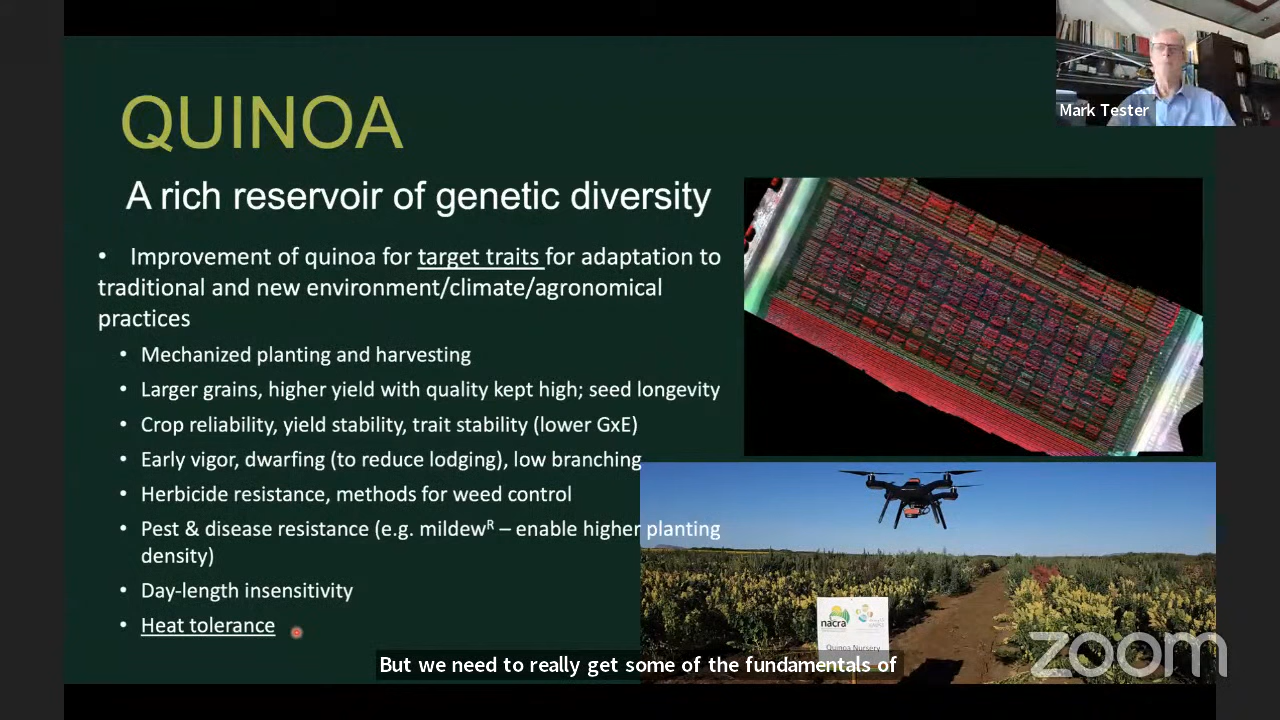 Mark Tester
QUINOA
A rich reservoir of genetic diversity
• Improvement of quinoa for target traits for adaptation to
traditional and new environment/climate/agronomical
practices
• Mechanized planting and harvesting
• Larger grains, higher yield with quality kept high; seed longevity
• Crop reliability, yield stability, trait stability (lower GxE)
• Early vigor, dwarfing (to reduce lodging), low branching
• Herbicide resistance, methods for weed control
• Pest & disease resistance (e.g. mildewᴿ – enable higher planting
density)
• Day-length insensitivity
• Heat tolerance
nacra
Quinoa Nursery
But we need to really get some of the fundamentals of
zoom